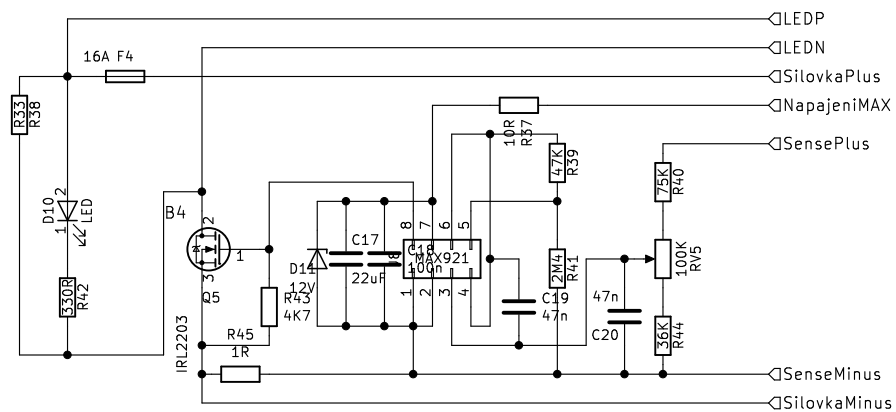 LEDP
LEDN
16A F4
SilovkaPlus
NapajeniMAX
R33
R38
10R
R37
SensePlus
47K
R39
75K
R40
D10
2
1
LED
B4
2
1
3
Q5
8
7
6
5
C17
22uF
C18
100n
MAX921
D11
12V
1
2
3
4
2M4
R41
100K
RV5
330R
R42
R43
4K7
C19
47n
47n
C20
36K
R44
IRL2203
R45
1R
SenseMinus
SilovkaMinus